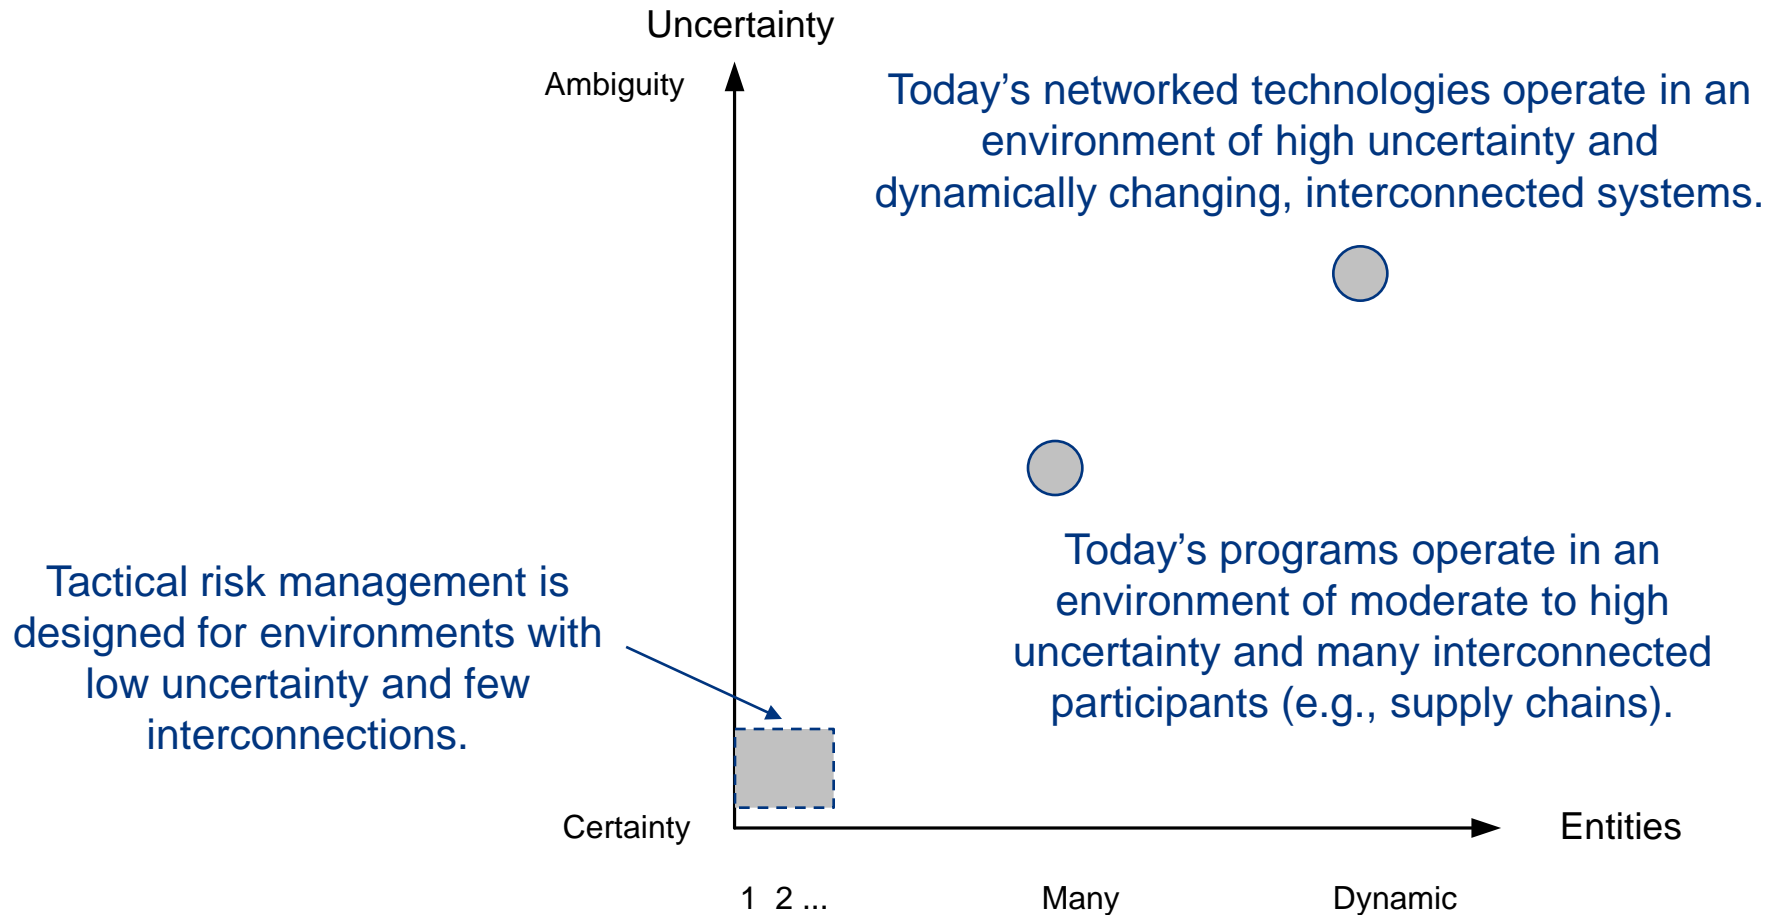 Uncertainty
Ambiguity
Today’s networked technologies operate in an
environment of high uncertainty and
dynamically changing, interconnected systems.
Today’s programs operate in an
environment of moderate to high
uncertainty and many interconnected
participants (e.g., supply chains).
Tactical risk management is
designed for environments with
low uncertainty and few
interconnections.
Certainty
Entities
1 2 ...
Many
Dynamic